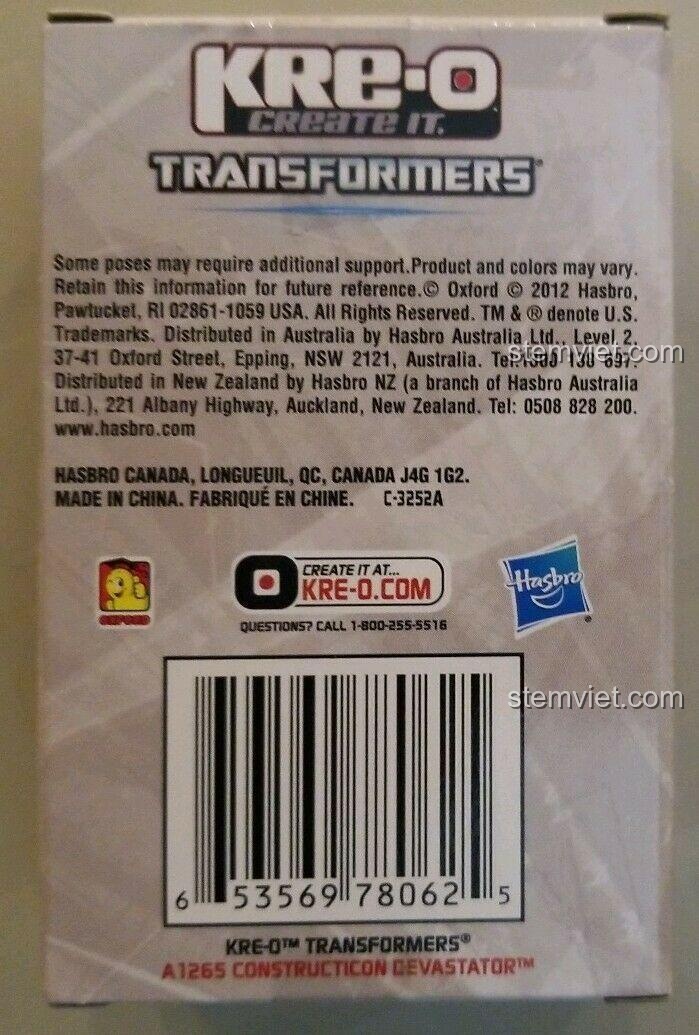 KRE-O
CREATE IT.
TRANSFORMERS®
Some poses may require additional support.Product and colors may vary.
Retain this information for future reference.© Oxford © 2012 Hasbro,
Pawtucket, RI 02861-1059 USA. All Rights Reserved. TM & ® denote U.S.
Trademarks. Distributed in Australia by Hasbro Australia Ltd., Level 2,
stemviet.com
37-41 Oxford Street, Epping, NSW 2121, Australia.
Distributed in New Zealand by Hasbro NZ (a branch of Hasbro Australia
Ltd.), 221 Albany Highway, Auckland, New Zealand. Tel: 0508 828 200.
www.hasbro.com
HASBRO CANADA, LONGUEUIL, QC, CANADA J4G 1G2.
MADE IN CHINA. FABRIQUÉ EN CHINE. C-3252A
OXFORD
CREATE IT AT...
KRE-O.COM
Hasbro
QUESTIONS? CALL 1-800-255-5516
stemviet.com
6 53569 78062 5
KRE-O™ TRANSFORMERS®
A1265 CONSTRUCTICON DEVASTATOR™